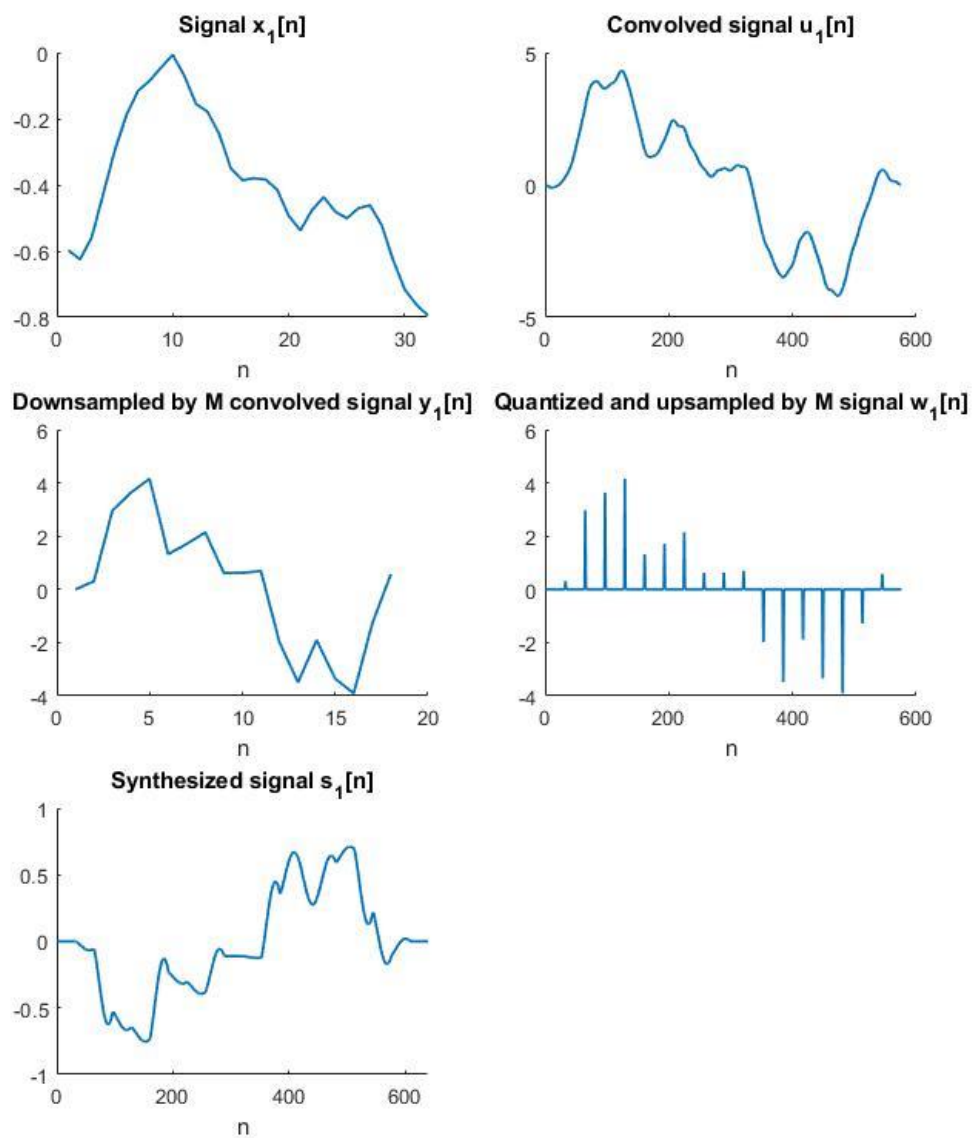 Signal x1[n]
0
-0.2
-0.4
-0.6
-0.8
0 10 20 30
n
Convolved signal u1[n]
5
0
-5
0 200 400 600
n
Downsampled by M convolved signal y1[n]
6
4
2
0
-2
-4
0 5 10 15 20
n
Quantized and upsampled by M signal w1[n]
6
4
2
0
-2
-4
0 200 400 600
n
Synthesized signal s1[n]
1
0.5
0
-0.5
-1
0 200 400 600
n